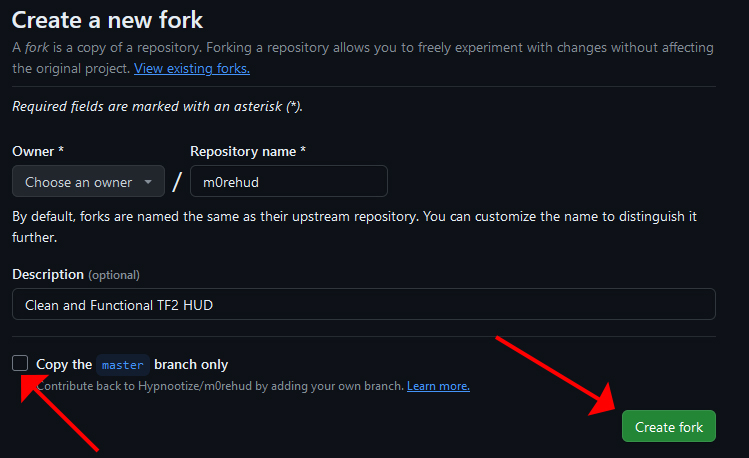 Create a new fork
A fork is a copy of a repository. Forking a repository allows you to freely experiment with changes without affecting
the original project. View existing forks.
Required fields are marked with an asterisk (*).
Owner * Repository name *
Choose an owner / m0rehud
By default, forks are named the same as their upstream repository. You can customize the name to distinguish it
further.
Description (optional)
Clean and Functional TF2 HUD
Copy the master branch only
Contribute back to Hypnootize/m0rehud by adding your own branch. Learn more.
Create fork